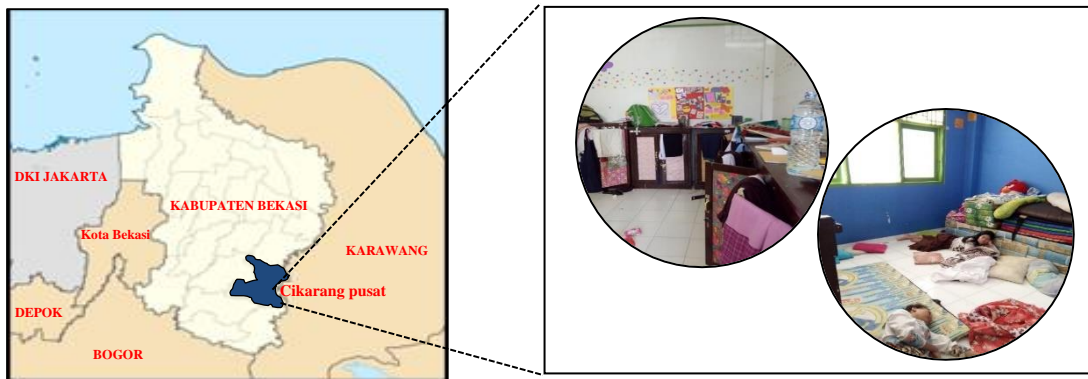 DKI JAKARTA
KABUPATEN BEKASI
Kota Bekasi
KARAWANG
Cikarang pusat
DEPOK
BOGOR